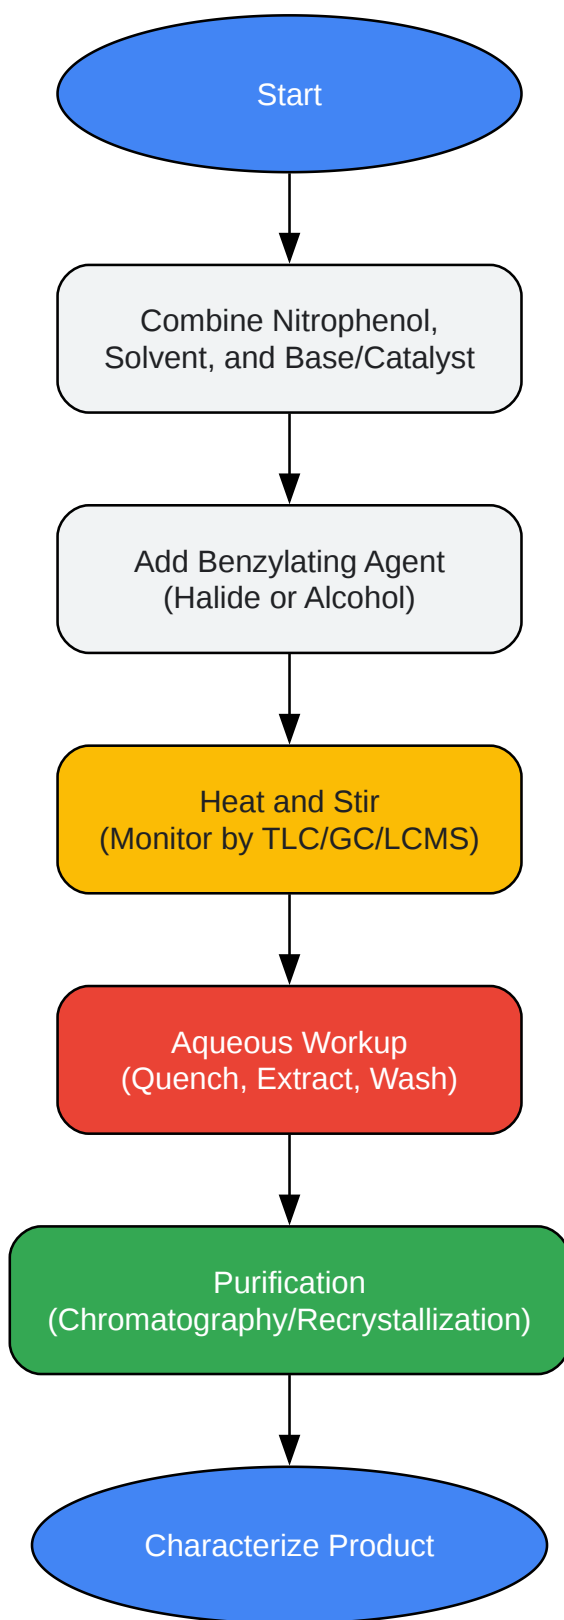 Start
Combine Nitrophenol,
Solvent, and Base/Catalyst
Add Benzylating Agent
(Halide or Alcohol)
Heat and Stir
(Monitor by TLC/GC/LCMS)
Aqueous Workup
(Quench, Extract, Wash)
Purification
(Chromatography/Recrystallization)
Characterize Product